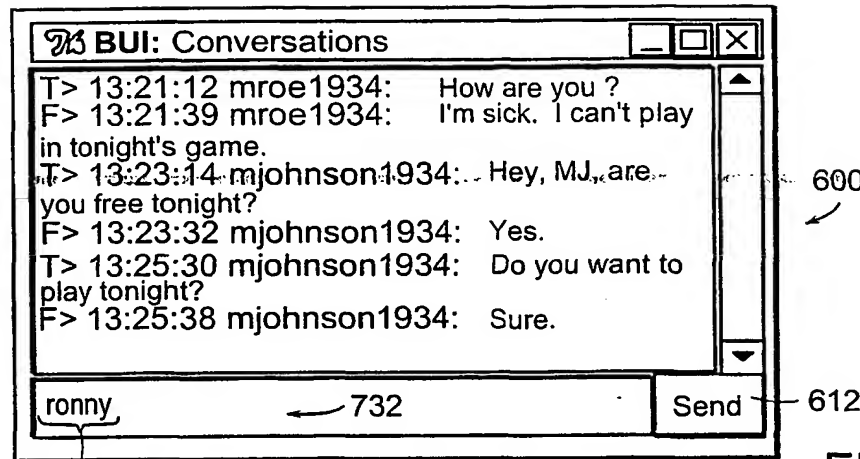 BUI: Conversations
T> 13:21:12 mroe1934: How are you ?
F> 13:21:39 mroe1934: I'm sick. I can't play
in tonight's game.
T> 13:23:14 mjohnson1934: Hey, MJ, are
you free tonight?
F> 13:23:32 mjohnson1934: Yes.
T> 13:25:30 mjohnson1934: Do you want to
play tonight?
F> 13:25:38 mjohnson1934: Sure.
600
ronny
732
Send
612